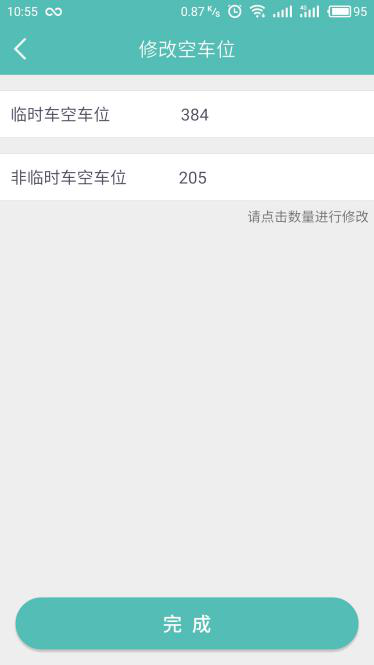 10:55 0.87 K/s 4G 95
修改空车位
临时车空车位 384
非临时车空车位 205
请点击数量进行修改
完 成